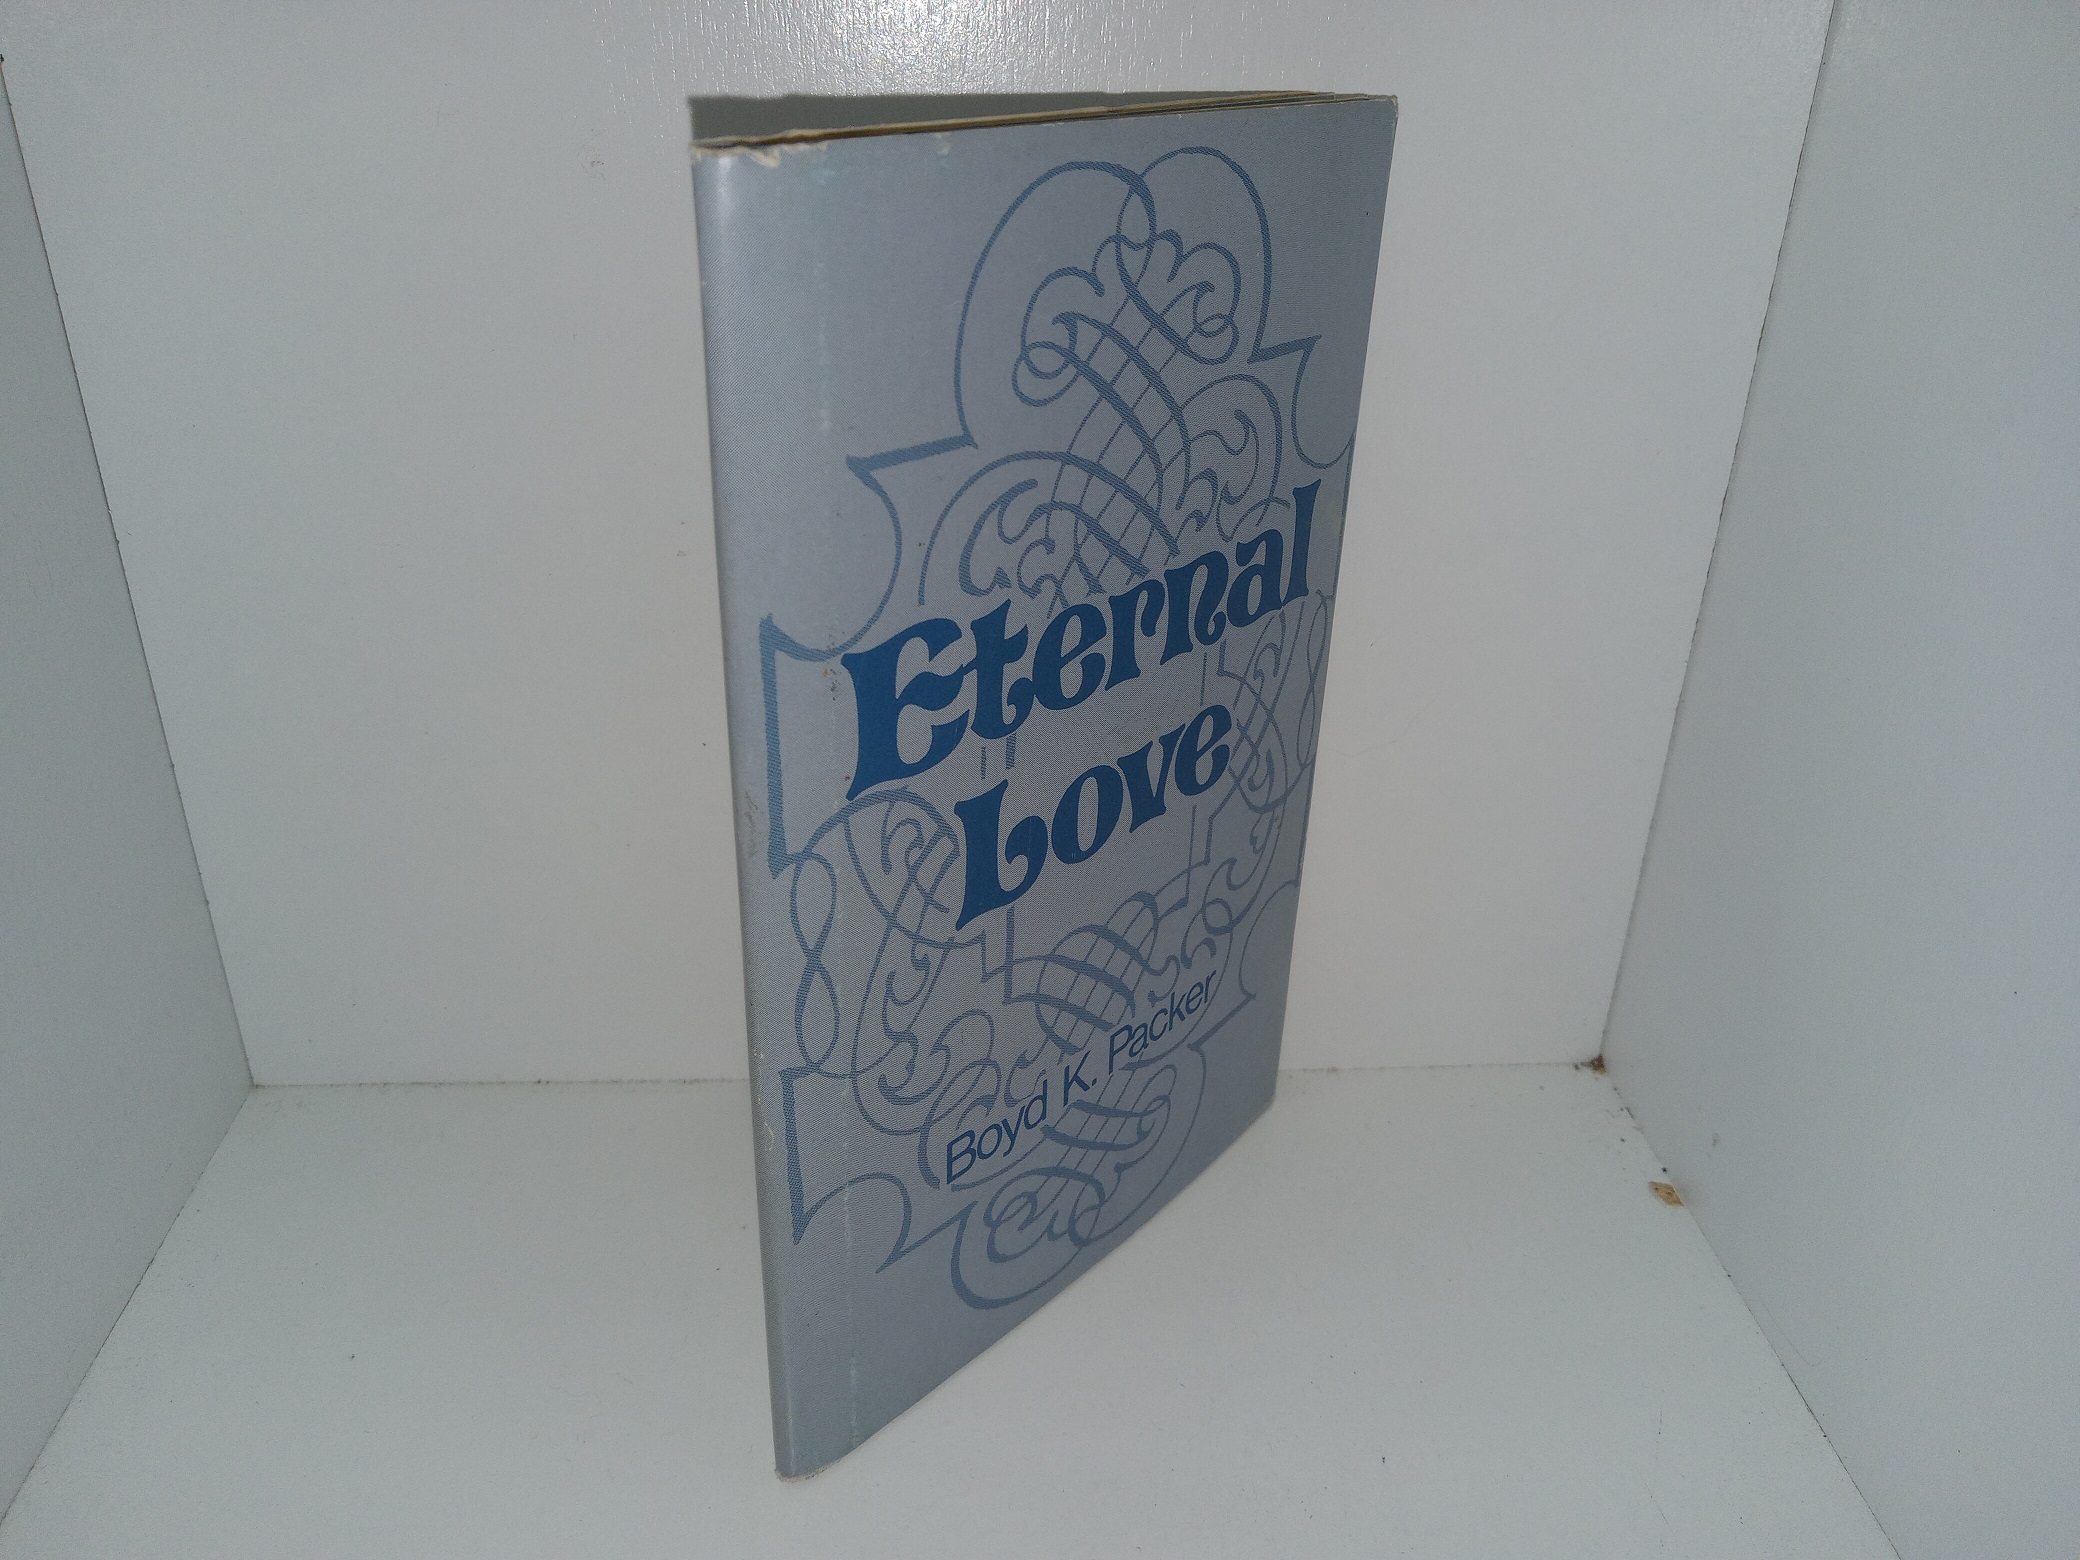 Eternal
Love
Boyd K. Packer